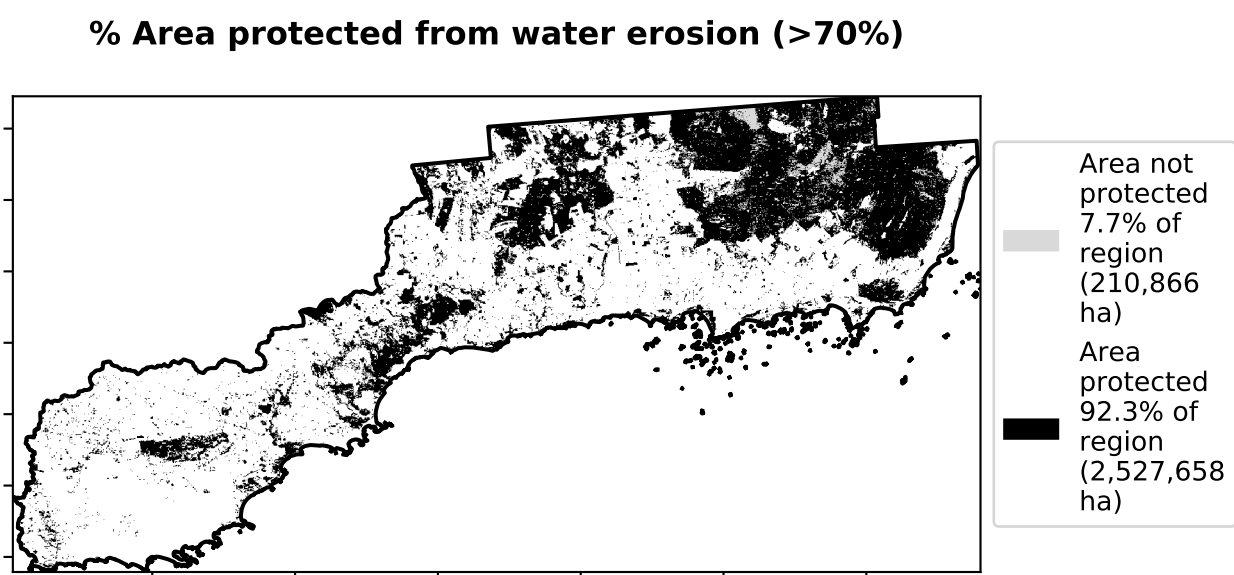 % Area protected from water erosion (>70%)
Area not
protected
7.7% of
region
(210,866
ha)
Area
protected
92.3% of
region
(2,527,658
ha)